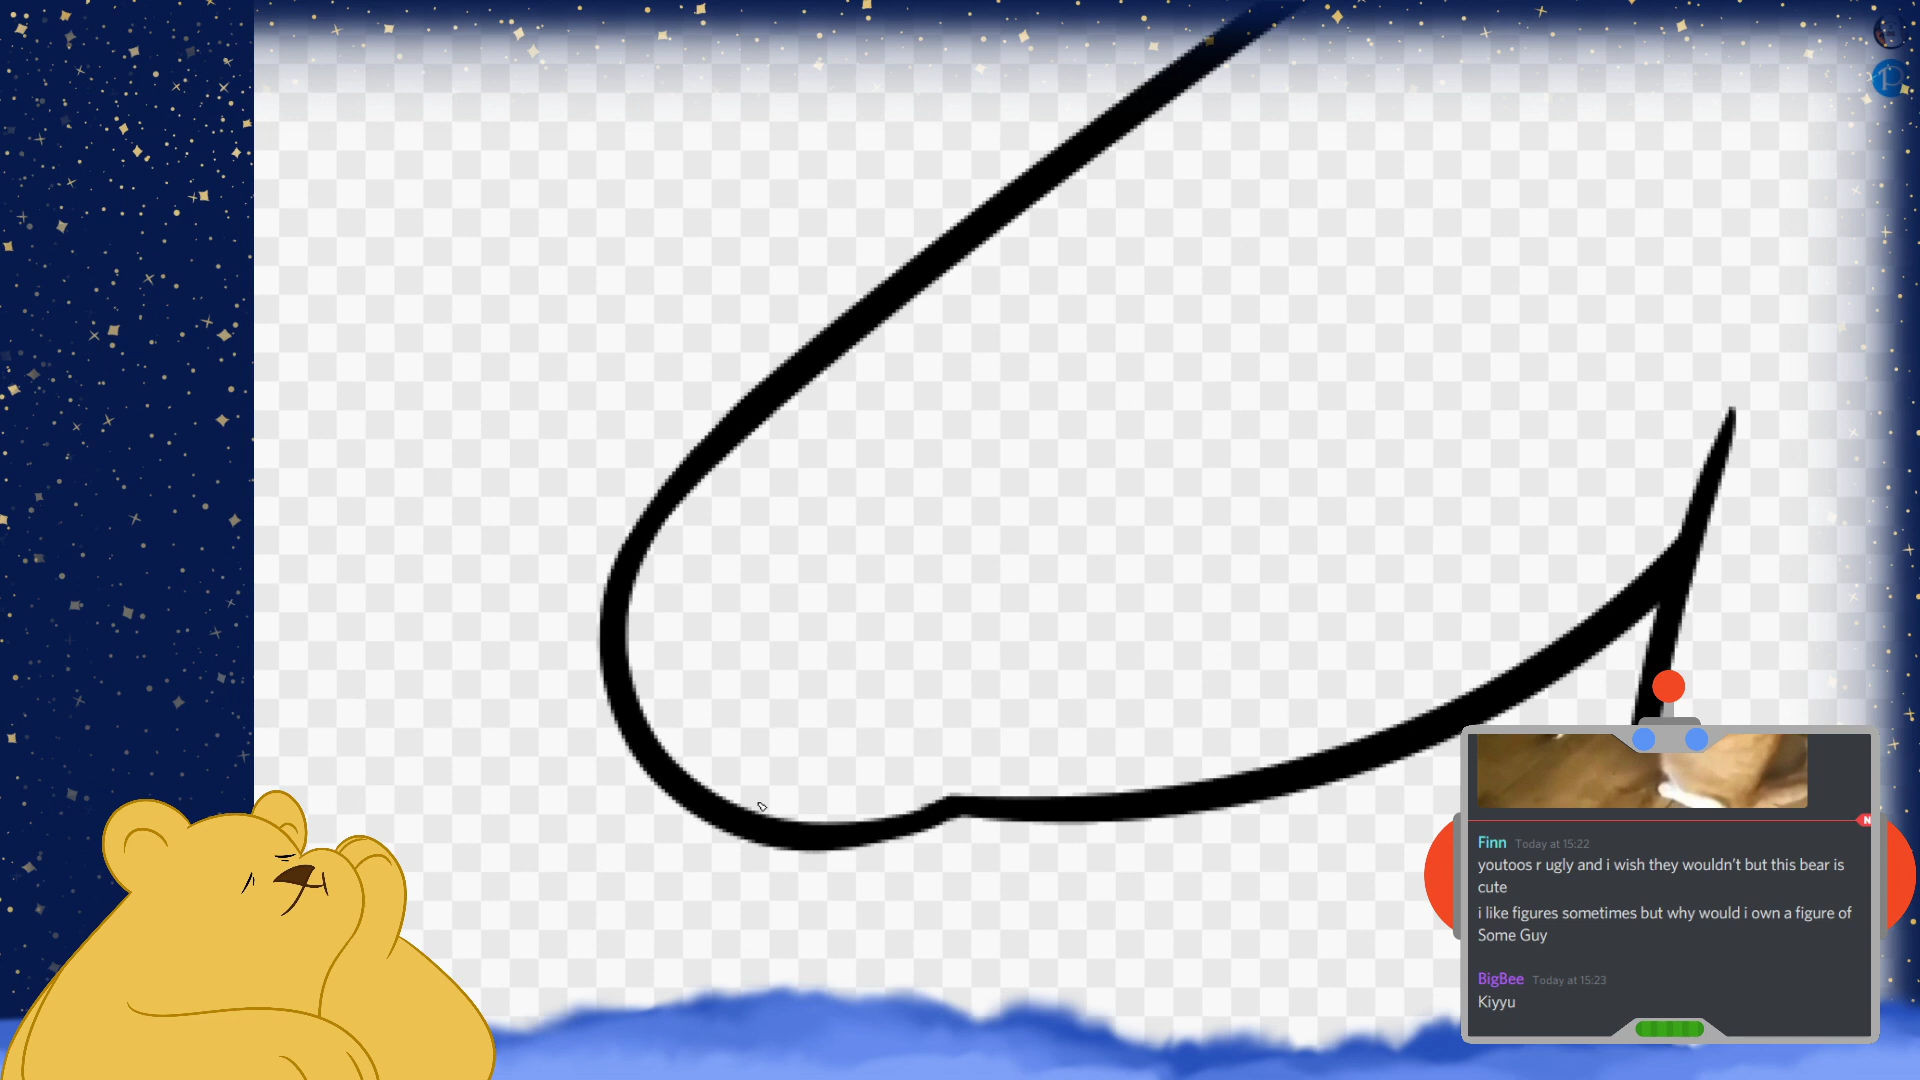 N
Finn Today at 15:22
youtoos r ugly and i wish they wouldn't but this bear is
cute
i like figures sometimes but why would i own a figure of
Some Guy
BigBee Today at 15:23
Kiyyu